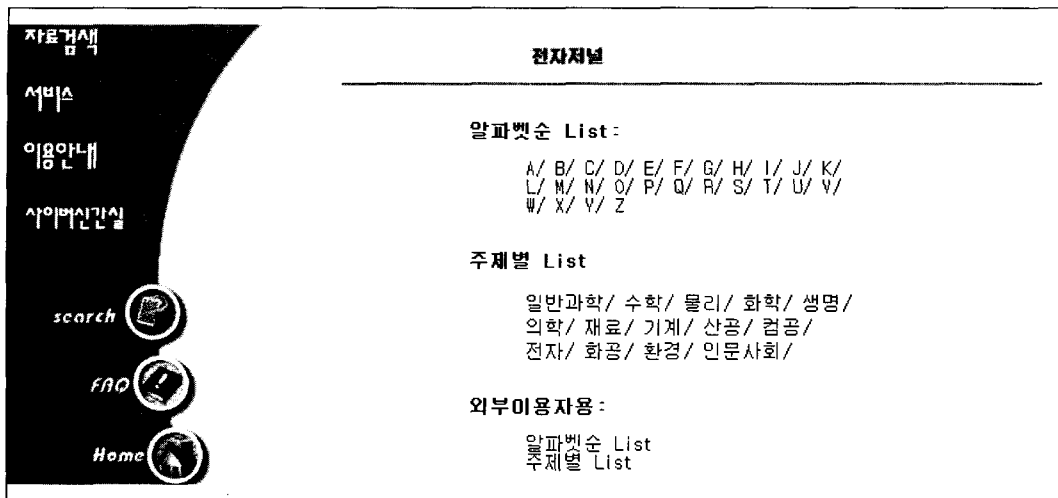 자료검색
서비스
이용안내
사이버신간실
search
FAQ
Home
전자저널
알파벳순 List:
A/ B/ C/ D/ E/ F/ G/ H/ I/ J/ K/
L/ M/ N/ O/ P/ Q/ R/ S/ T/ U/ V/
W/ X/ Y/ Z
주제별 List
일반과학/ 수학/ 물리/ 화학/ 생명/
의학/ 재료/ 기계/ 산공/ 컴공/
전자/ 화공/ 환경/ 인문사회/
외부이용자용:
알파벳순 List
주제별 List